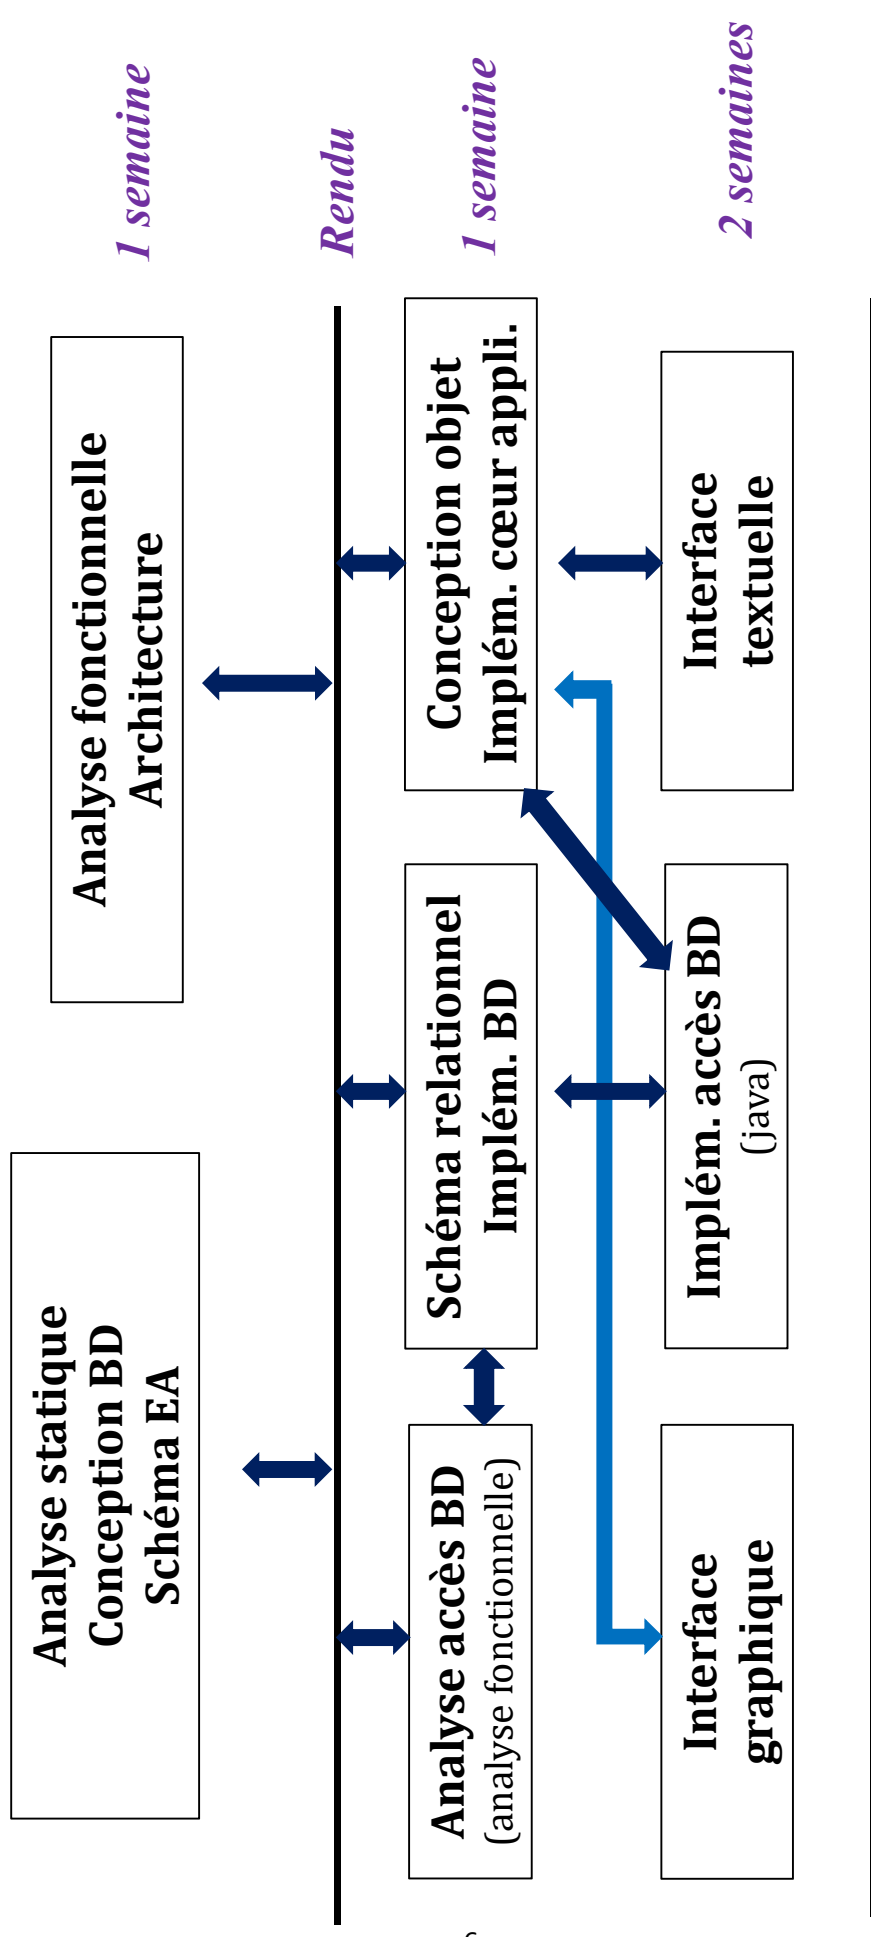 Analyse statique
Conception BD
Schéma EA
Analyse fonctionnelle
Architecture
1 semaine
Rendu
Analyse accès BD
(analyse fonctionnelle)
Schéma relationnel
Implém. BD
Conception objet
Implém. cœur appli.
1 semaine
Interface
graphique
Implém. accès BD
(java)
Interface
textuelle
2 semaines